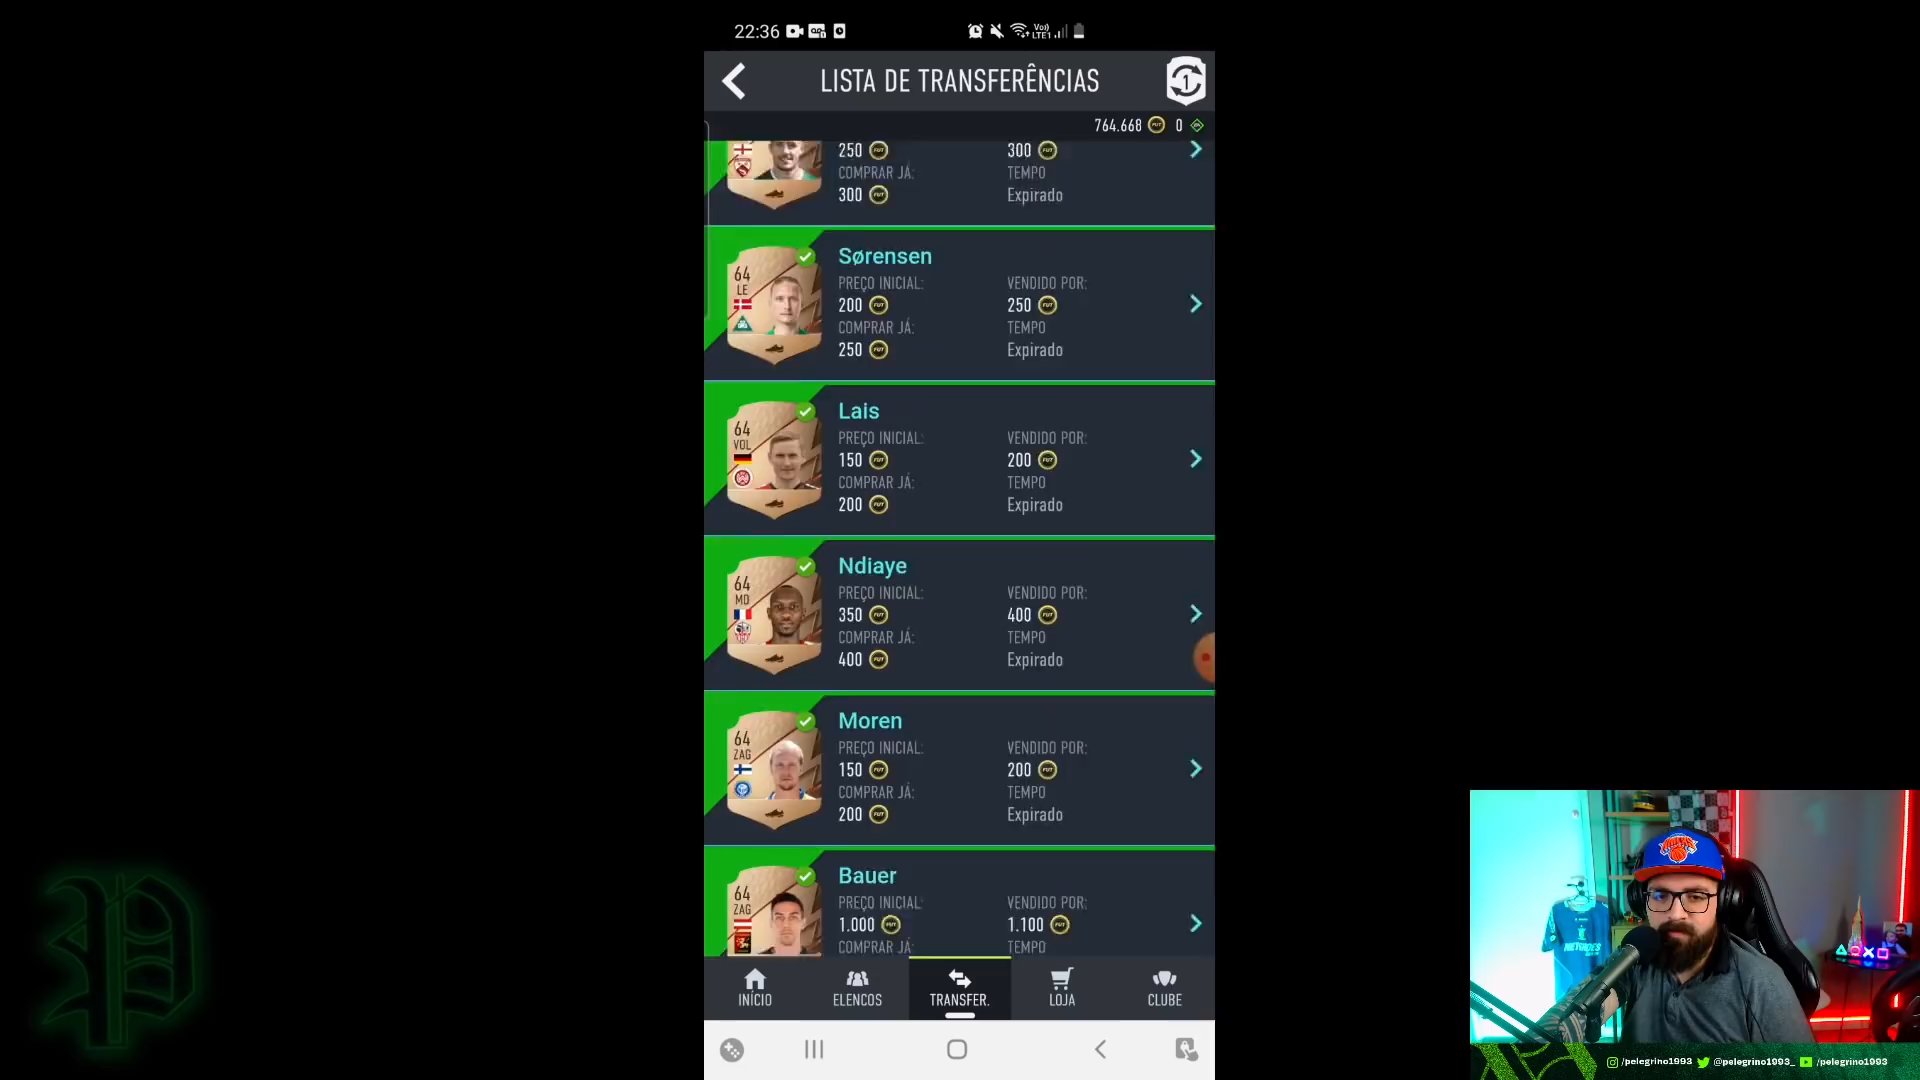 22:36
Vo) LTE1
LISTA DE TRANSFERÊNCIAS
1
764.668 0
250 300
COMPRAR JÁ: TEMPO
300 Expirado
Sørensen
64
LE
PREÇO INICIAL: VENDIDO POR:
200 250
COMPRAR JÁ: TEMPO
250 Expirado
Lais
64
VOL
PREÇO INICIAL: VENDIDO POR:
150 200
COMPRAR JÁ: TEMPO
200 Expirado
Ndiaye
64
MD
PREÇO INICIAL: VENDIDO POR:
350 400
COMPRAR JÁ: TEMPO
400 Expirado
Moren
64
ZAG
PREÇO INICIAL: VENDIDO POR:
150 200
COMPRAR JÁ: TEMPO
200 Expirado
Bauer
64
ZAG
PREÇO INICIAL: VENDIDO POR:
1.000 1.100
COMPRAR JÁ: TEMPO
INÍCIO ELENCOS TRANSFER. LOJA CLUBE
P
/pelegrino1993 @pelegrino1993_ /pelegrino1993